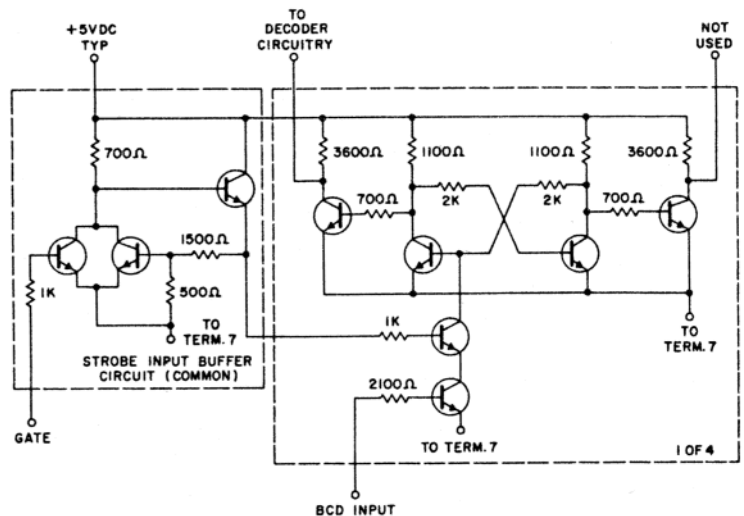 +5VDC
TYP
TO
DECODER
CIRCUITRY
NOT
USED
700Ω
3600Ω
1100Ω
1100Ω
3600Ω
700Ω
2K
2K
700Ω
1500Ω
1K
500Ω
TO
TERM. 7
STROBE INPUT BUFFER
CIRCUIT (COMMON)
1K
TO
TERM. 7
2100Ω
TO TERM. 7
1 OF 4
GATE
BCD INPUT